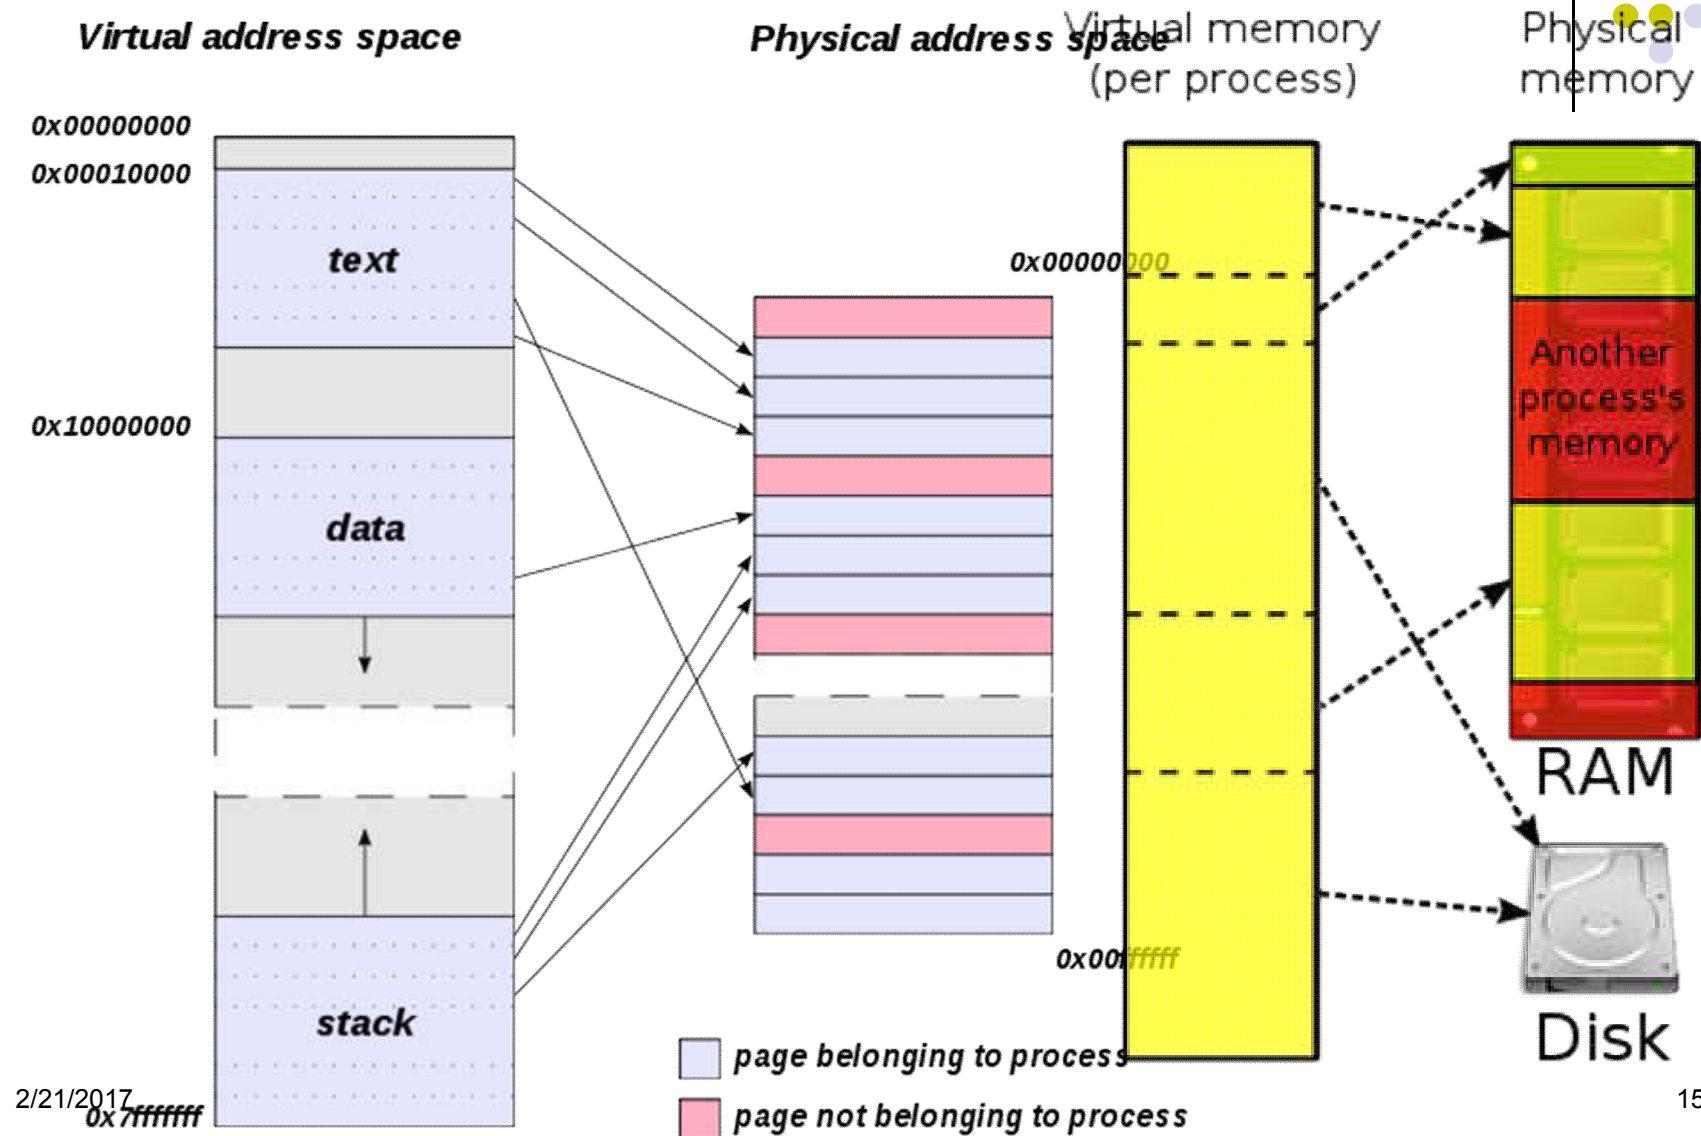 Virtual address space
Physical address space
Virtual memory
(per process)
Physical
memory
0x00000000
0x00010000
text
0x10000000
data
stack
0x7fffffff
0x00000000
0x00ffffff
Another
process's
memory
RAM
Disk
page belonging to process
page not belonging to process
2/21/2017
15